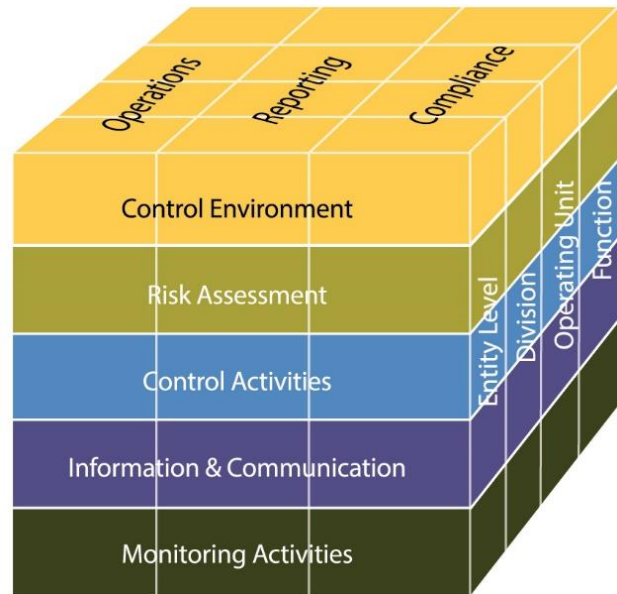 Operations
Reporting
Compliance
Control Environment
Risk Assessment
Control Activities
Information & Communication
Monitoring Activities
Entity Level
Division
Operating Unit
Function